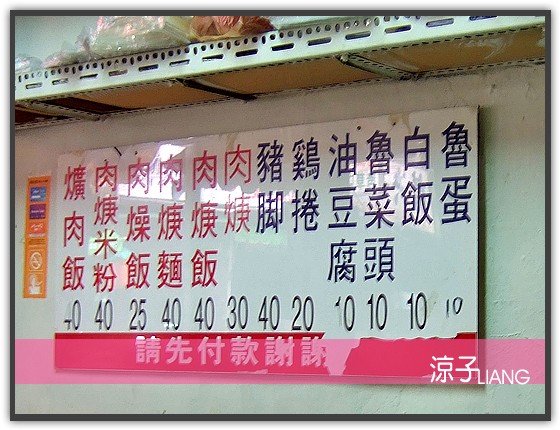 爌肉飯 40
肉焿米粉 40
肉燥飯 25
肉焿麵 40
肉焿飯 40
肉焿 30
豬腳 40
鷄捲 20
油豆腐 10
魯菜頭 10
白飯 10
魯蛋 10
請先付款謝謝
涼子LIANG